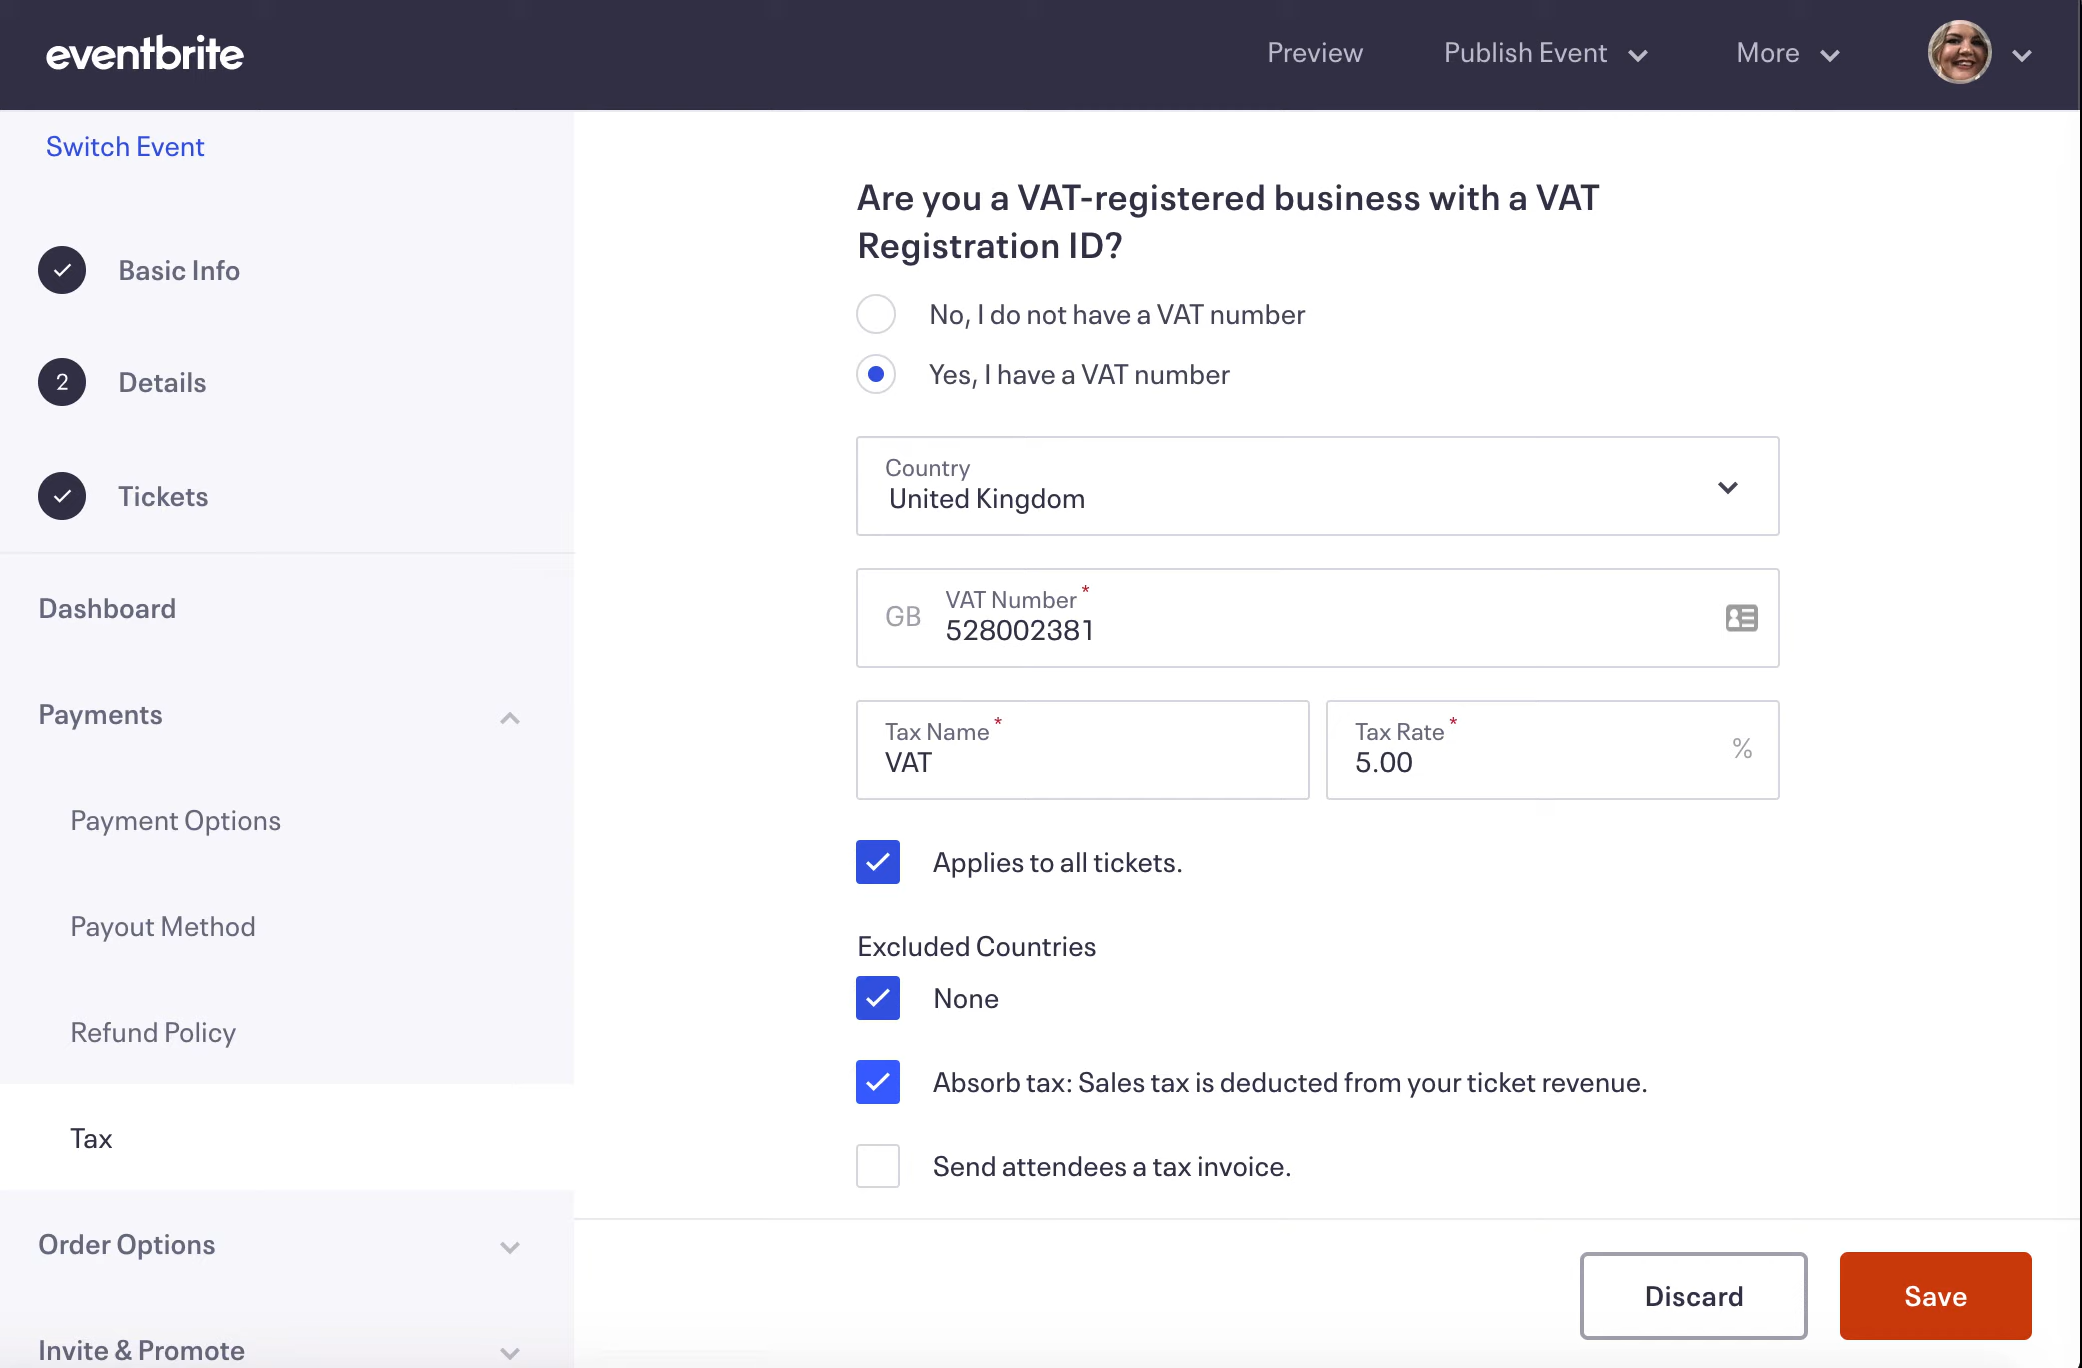 eventbrite
Preview
Publish Event
More
Switch Event
Basic Info
2
Details
Tickets
Dashboard
Payments
Payment Options
Payout Method
Refund Policy
Tax
Order Options
Invite & Promote
Are you a VAT-registered business with a VAT
Registration ID?
No, I do not have a VAT number
Yes, I have a VAT number
Country
United Kingdom
GB
VAT Number *
528002381
Tax Name *
VAT
Tax Rate *
5.00
%
Applies to all tickets.
Excluded Countries
None
Absorb tax: Sales tax is deducted from your ticket revenue.
Send attendees a tax invoice.
Discard
Save